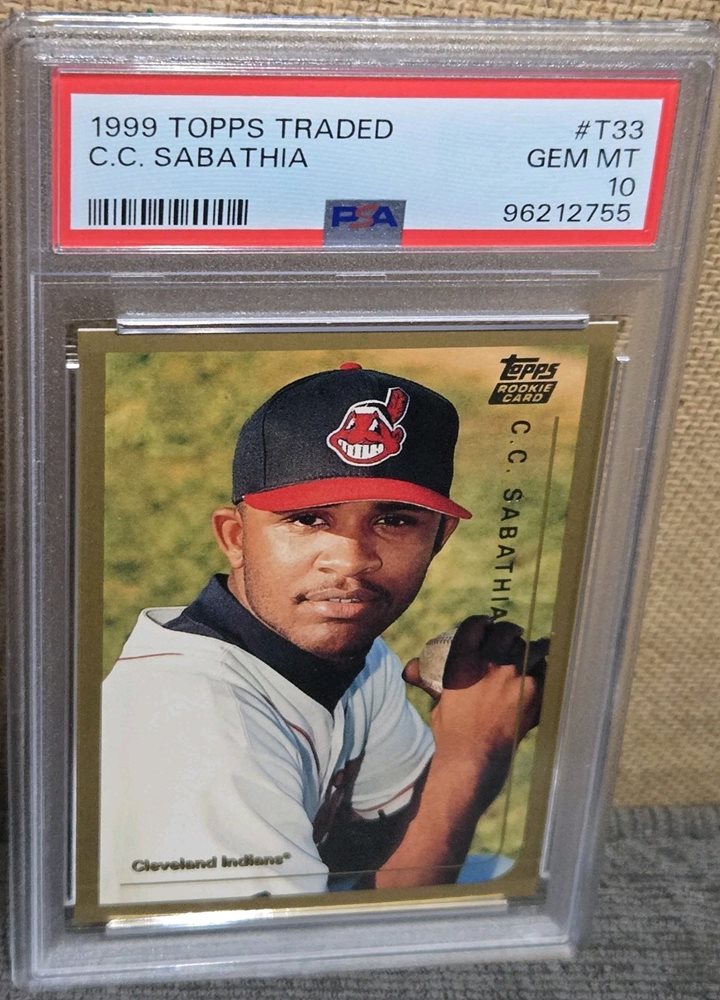 1999 TOPPS TRADED #T33
C.C. SABATHIA GEM MT
10
PSA 96212755
Topps
ROOKIE
CARD
C.C. SABATHIA
Cleveland Indians®